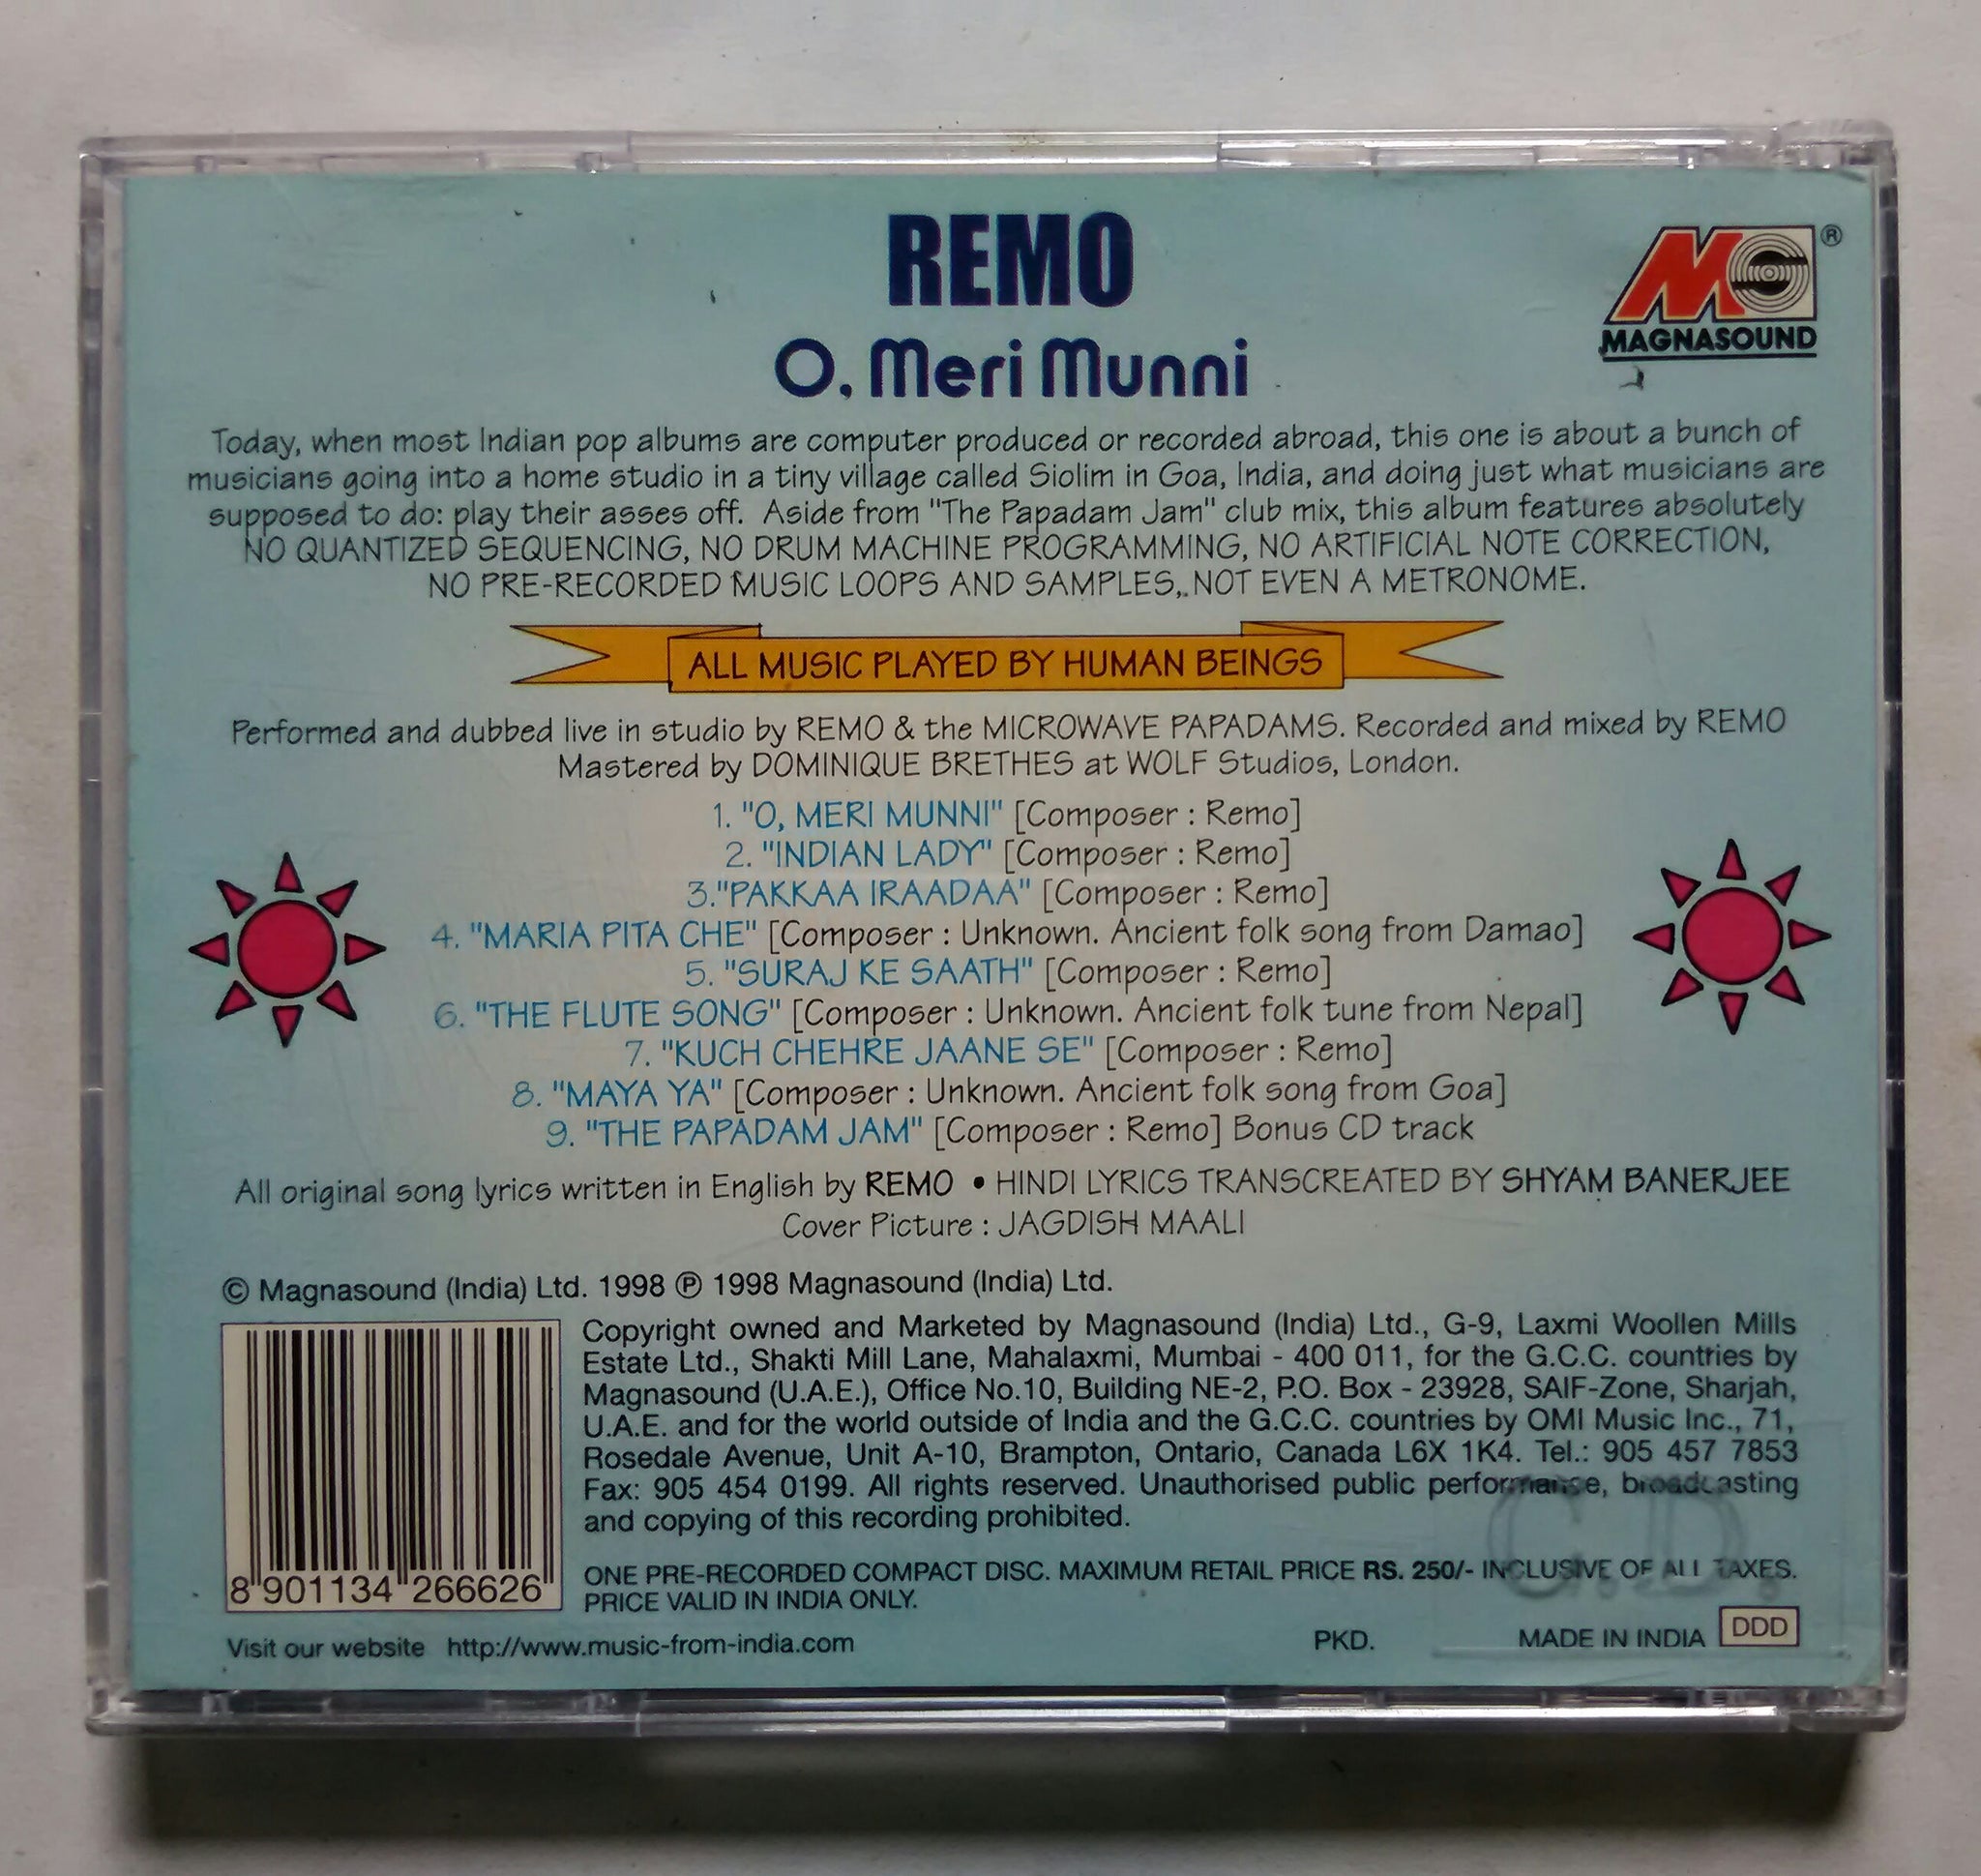 REMO
O, Meri Munni
MG®
MAGNASOUND
Today, when most Indian pop albums are computer produced or recorded abroad, this one is about a bunch of
musicians going into a home studio in a tiny village called Siolim in Goa, India, and doing just what musicians are
supposed to do: play their asses off. Aside from "The Papadam Jam" club mix, this album features absolutely
NO QUANTIZED SEQUENCING, NO DRUM MACHINE PROGRAMMING, NO ARTIFICIAL NOTE CORRECTION,
NO PRE-RECORDED MUSIC LOOPS AND SAMPLES, NOT EVEN A METRONOME.
ALL MUSIC PLAYED BY HUMAN BEINGS
Performed and dubbed live in studio by REMO & the MICROWAVE PAPADAMS. Recorded and mixed by REMO
Mastered by DOMINIQUE BRETHES at WOLF Studios, London.
1. "O, MERI MUNNI" [Composer : Remo]
2. "INDIAN LADY" [Composer : Remo]
3."PAKKAA IRAADAA" [Composer : Remo]
4. "MARIA PITA CHE" [Composer : Unknown. Ancient folk song from Damao]
5. "SURAJ KE SAATH" [Composer : Remo]
6. "THE FLUTE SONG" [Composer : Unknown. Ancient folk tune from Nepal]
7. "KUCH CHEHRE JAANE SE" [Composer : Remo]
8. "MAYA YA" [Composer : Unknown. Ancient folk song from Goa]
9. "THE PAPADAM JAM" [Composer : Remo] Bonus CD track
All original song lyrics written in English by REMO • HINDI LYRICS TRANSCREATED BY SHYAM BANERJEE
Cover Picture : JAGDISH MAALI
© Magnasound (India) Ltd. 1998 ℗ 1998 Magnasound (India) Ltd.
Copyright owned and Marketed by Magnasound (India) Ltd., G-9, Laxmi Woollen Mills
Estate Ltd., Shakti Mill Lane, Mahalaxmi, Mumbai - 400 011, for the G.C.C. countries by
Magnasound (U.A.E.), Office No.10, Building NE-2, P.O. Box - 23928, SAIF-Zone, Sharjah,
U.A.E. and for the world outside of India and the G.C.C. countries by OMI Music Inc., 71,
Rosedale Avenue, Unit A-10, Brampton, Ontario, Canada L6X 1K4. Tel.: 905 457 7853
Fax: 905 454 0199. All rights reserved. Unauthorised public performance, broadcasting
and copying of this recording prohibited.
C.D.
ONE PRE-RECORDED COMPACT DISC. MAXIMUM RETAIL PRICE RS. 250/- INCLUSIVE OF ALL TAXES.
PRICE VALID IN INDIA ONLY.
8 901134 266626
Visit our website http://www.music-from-india.com
PKD.
MADE IN INDIA DDD